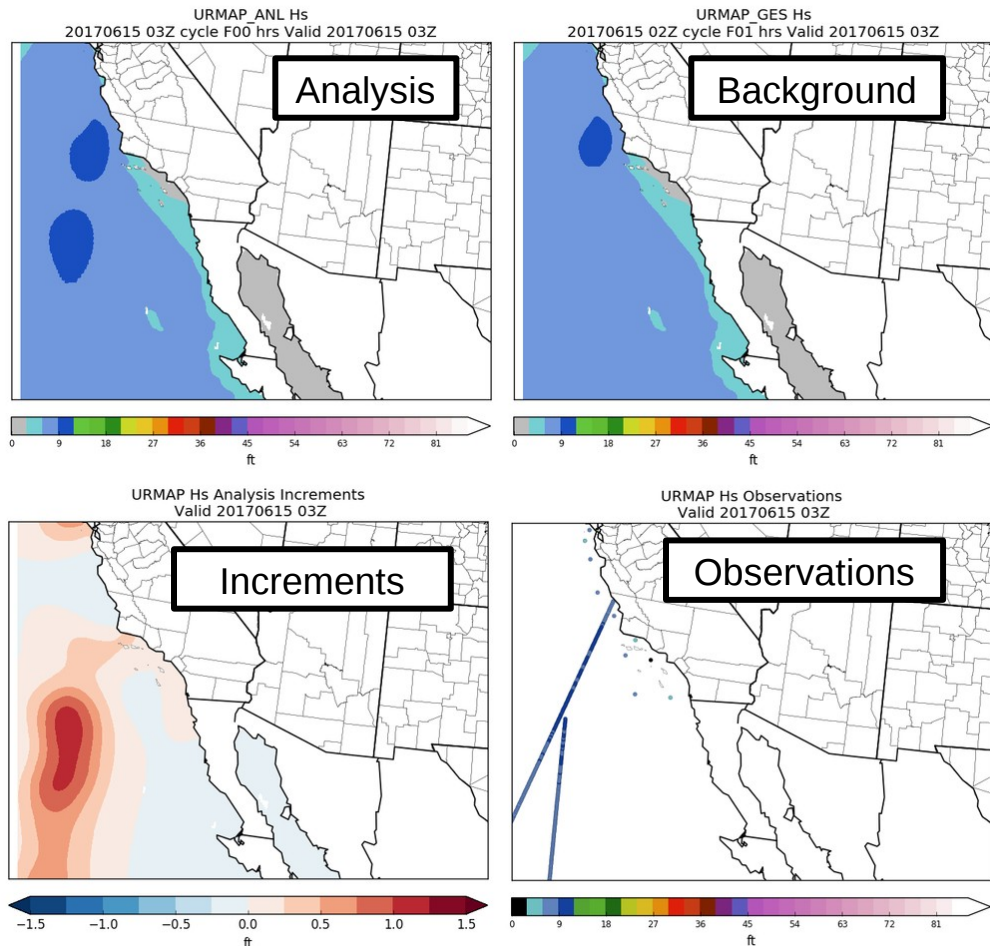 URMAP_ANL Hs
20170615 03Z cycle F00 hrs Valid 20170615 03Z
Analysis
0 9 18 27 36 45 54 63 72 81
ft
URMAP_GES Hs
20170615 02Z cycle F01 hrs Valid 20170615 03Z
Background
0 9 18 27 36 45 54 63 72 81
ft
URMAP Hs Analysis Increments
Valid 20170615 03Z
Increments
−1.5 −1.0 −0.5 0.0 0.5 1.0 1.5
ft
URMAP Hs Observations
Valid 20170615 03Z
Observations
0 9 18 27 36 45 54 63 72 81
ft